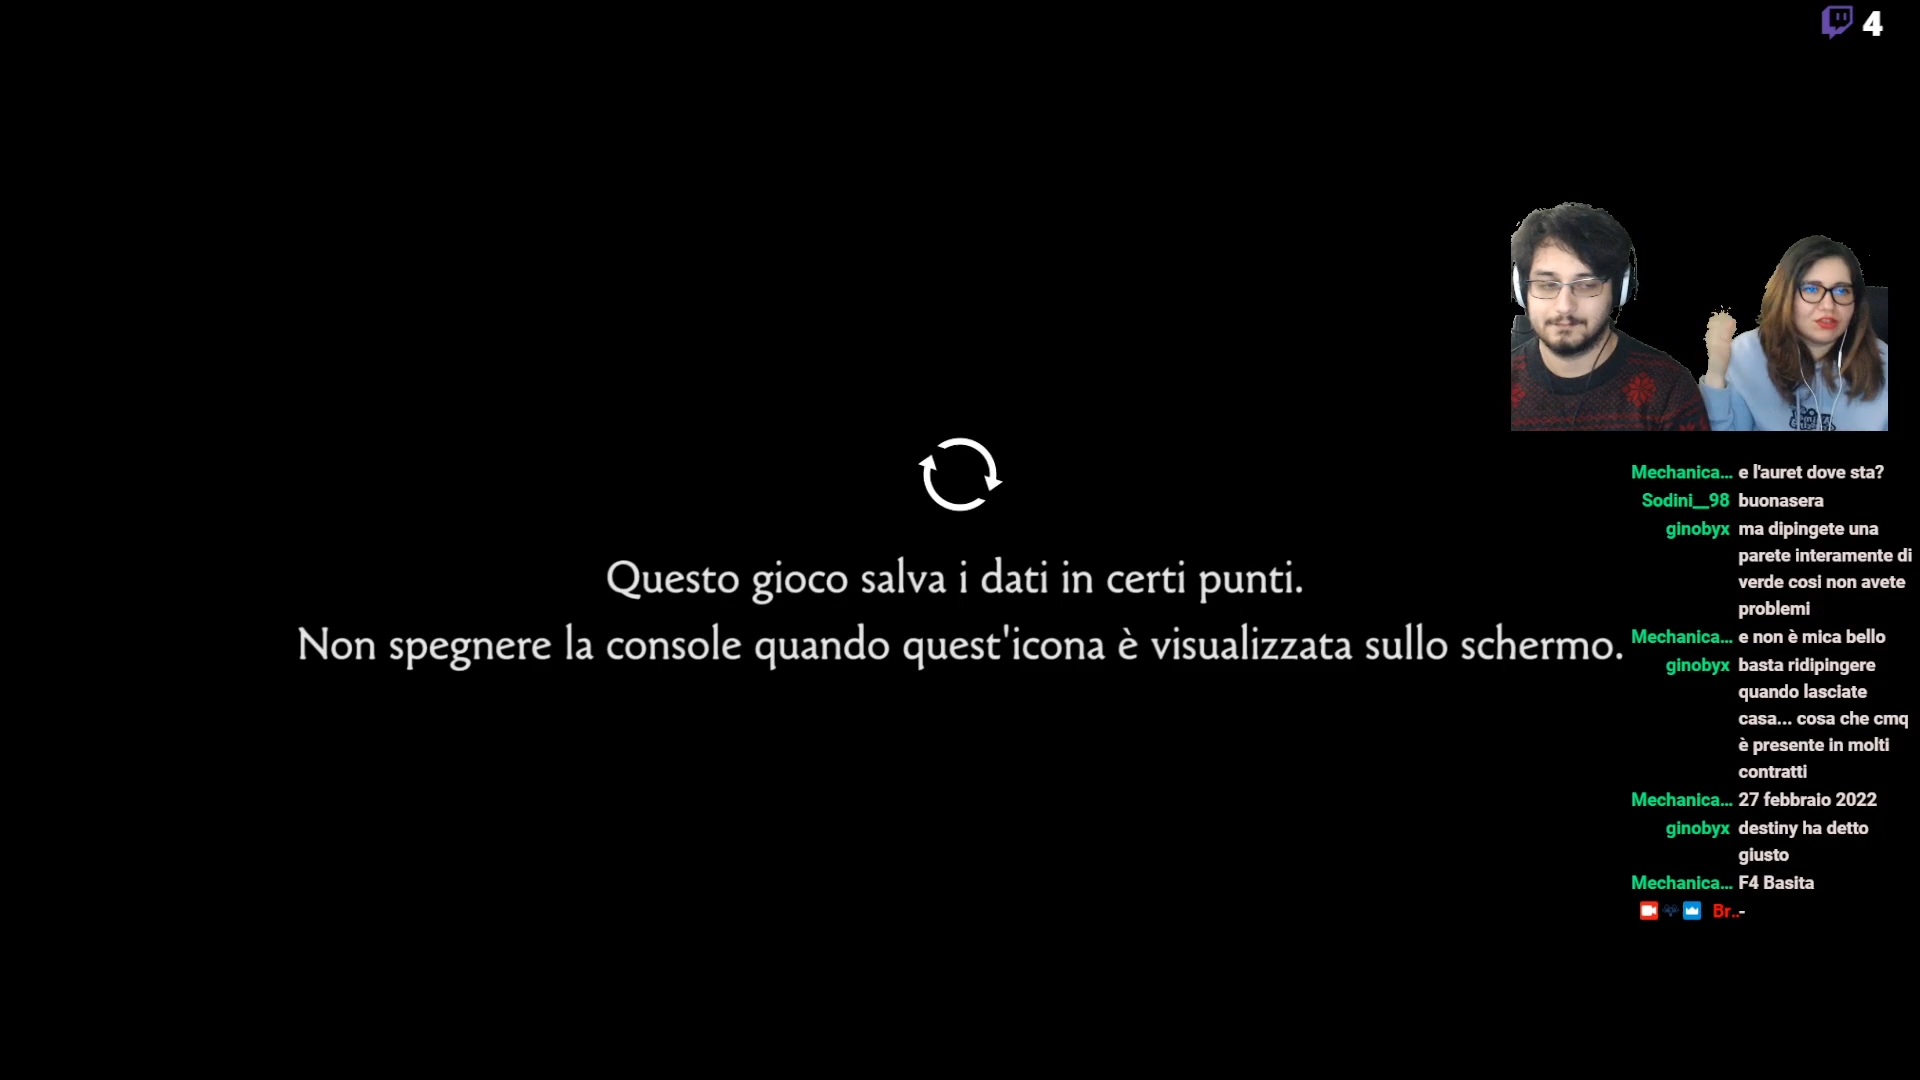 4
Questo gioco salva i dati in certi punti.
Non spegnere la console quando quest'icona è visualizzata sullo schermo.
Mechanica... e l'auret dove sta?
Sodini__98 buonasera
ginobyx ma dipingete una
parete interamente di
verde cosi non avete
problemi
Mechanica... e non è mica bello
ginobyx basta ridipingere
quando lasciate
casa... cosa che cmq
è presente in molti
contratti
Mechanica... 27 febbraio 2022
ginobyx destiny ha detto
giusto
Mechanica... F4 Basita
Br..-